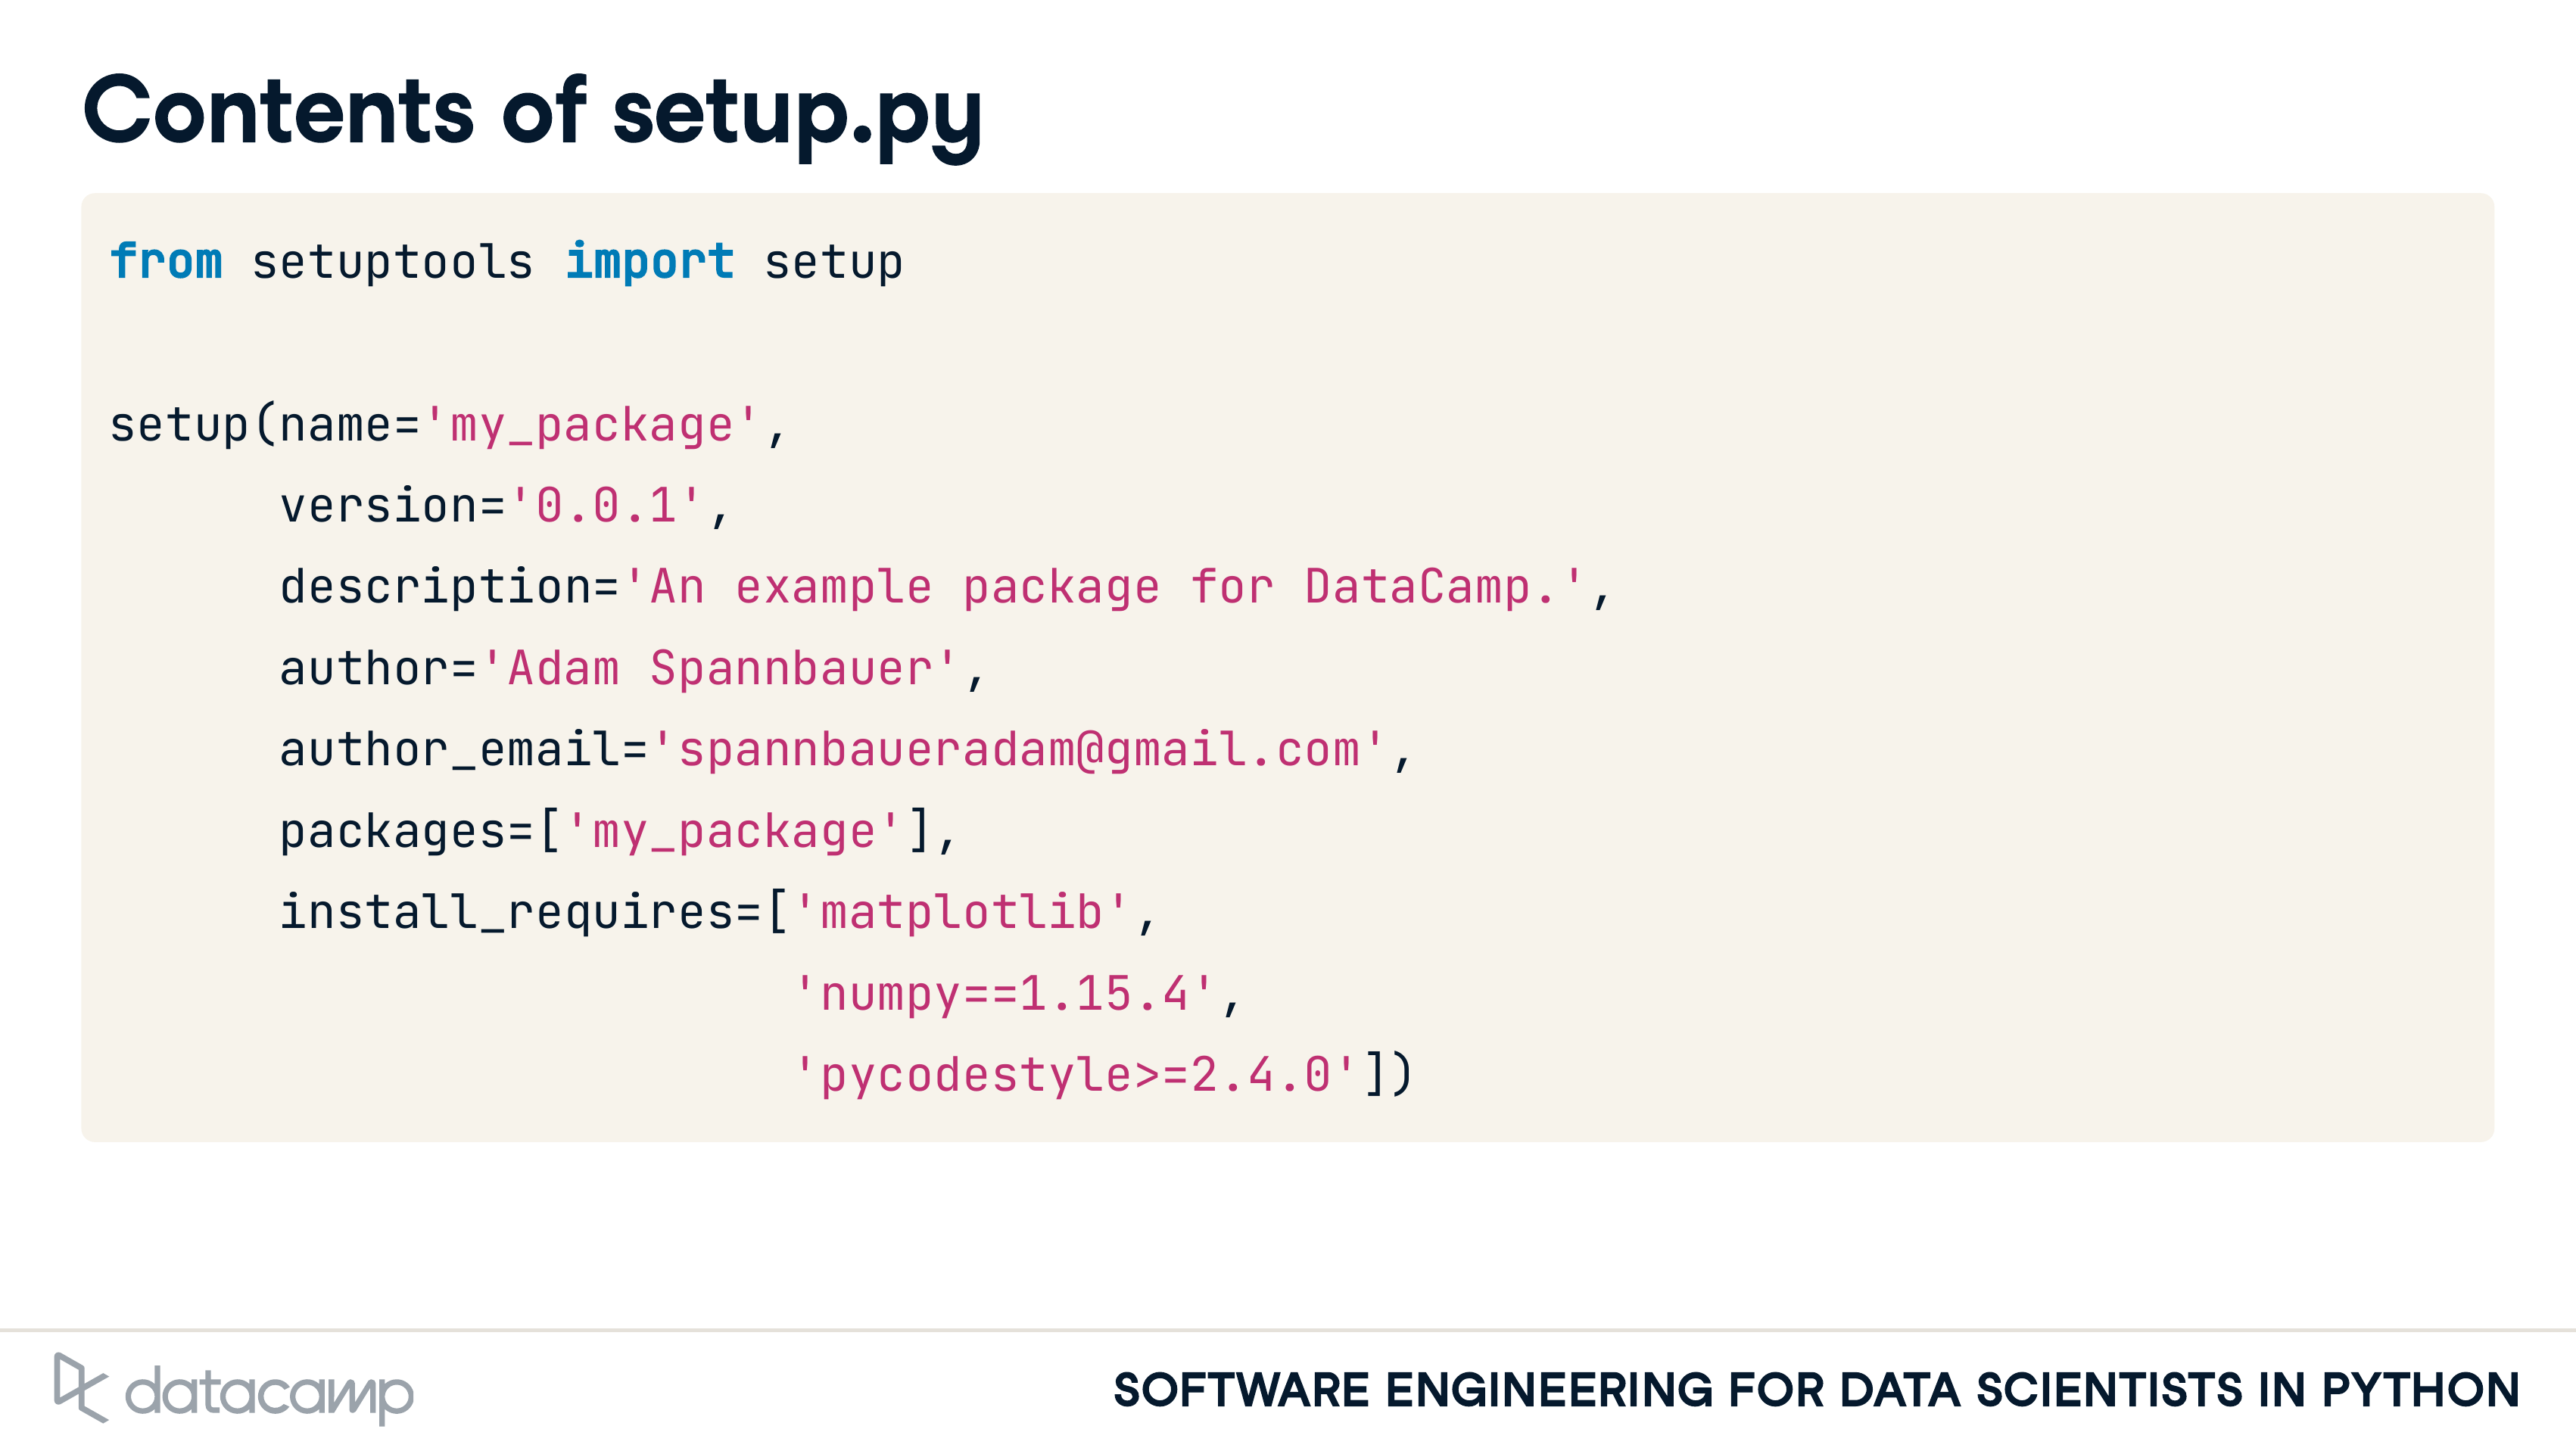 Contents of setup.py
from setuptools import setup
setup(name='my_package',
version='0.0.1',
description='An example package for DataCamp.',
author='Adam Spannbauer',
author_email='spannbaueradam@gmail.com',
packages=['my_package'],
install_requires=['matplotlib',
'numpy==1.15.4',
'pycodestyle>=2.4.0'])
datacamp
SOFTWARE ENGINEERING FOR DATA SCIENTISTS IN PYTHON